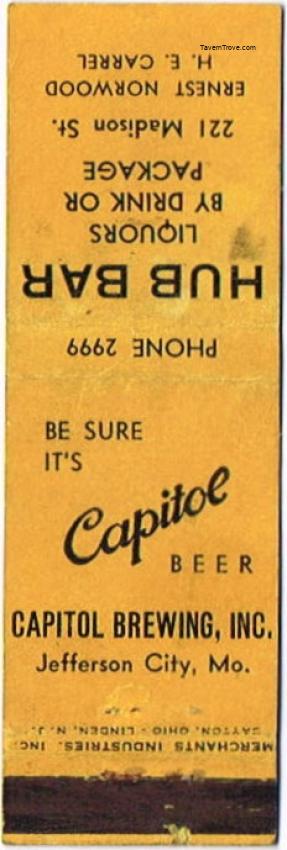 TavernTrove.com
PHONE 2999
HUB BAR
LIQUORS
BY DRINK OR
PACKAGE
221 Madison St.
ERNEST NORWOOD
H. E. CARREL
BE SURE
IT'S
Capitol
BEER
CAPITOL BREWING, INC.
Jefferson City, Mo.
MERCHANTS INDUSTRIES, INC.
DAYTON, OHIO - LINDEN, N. J.